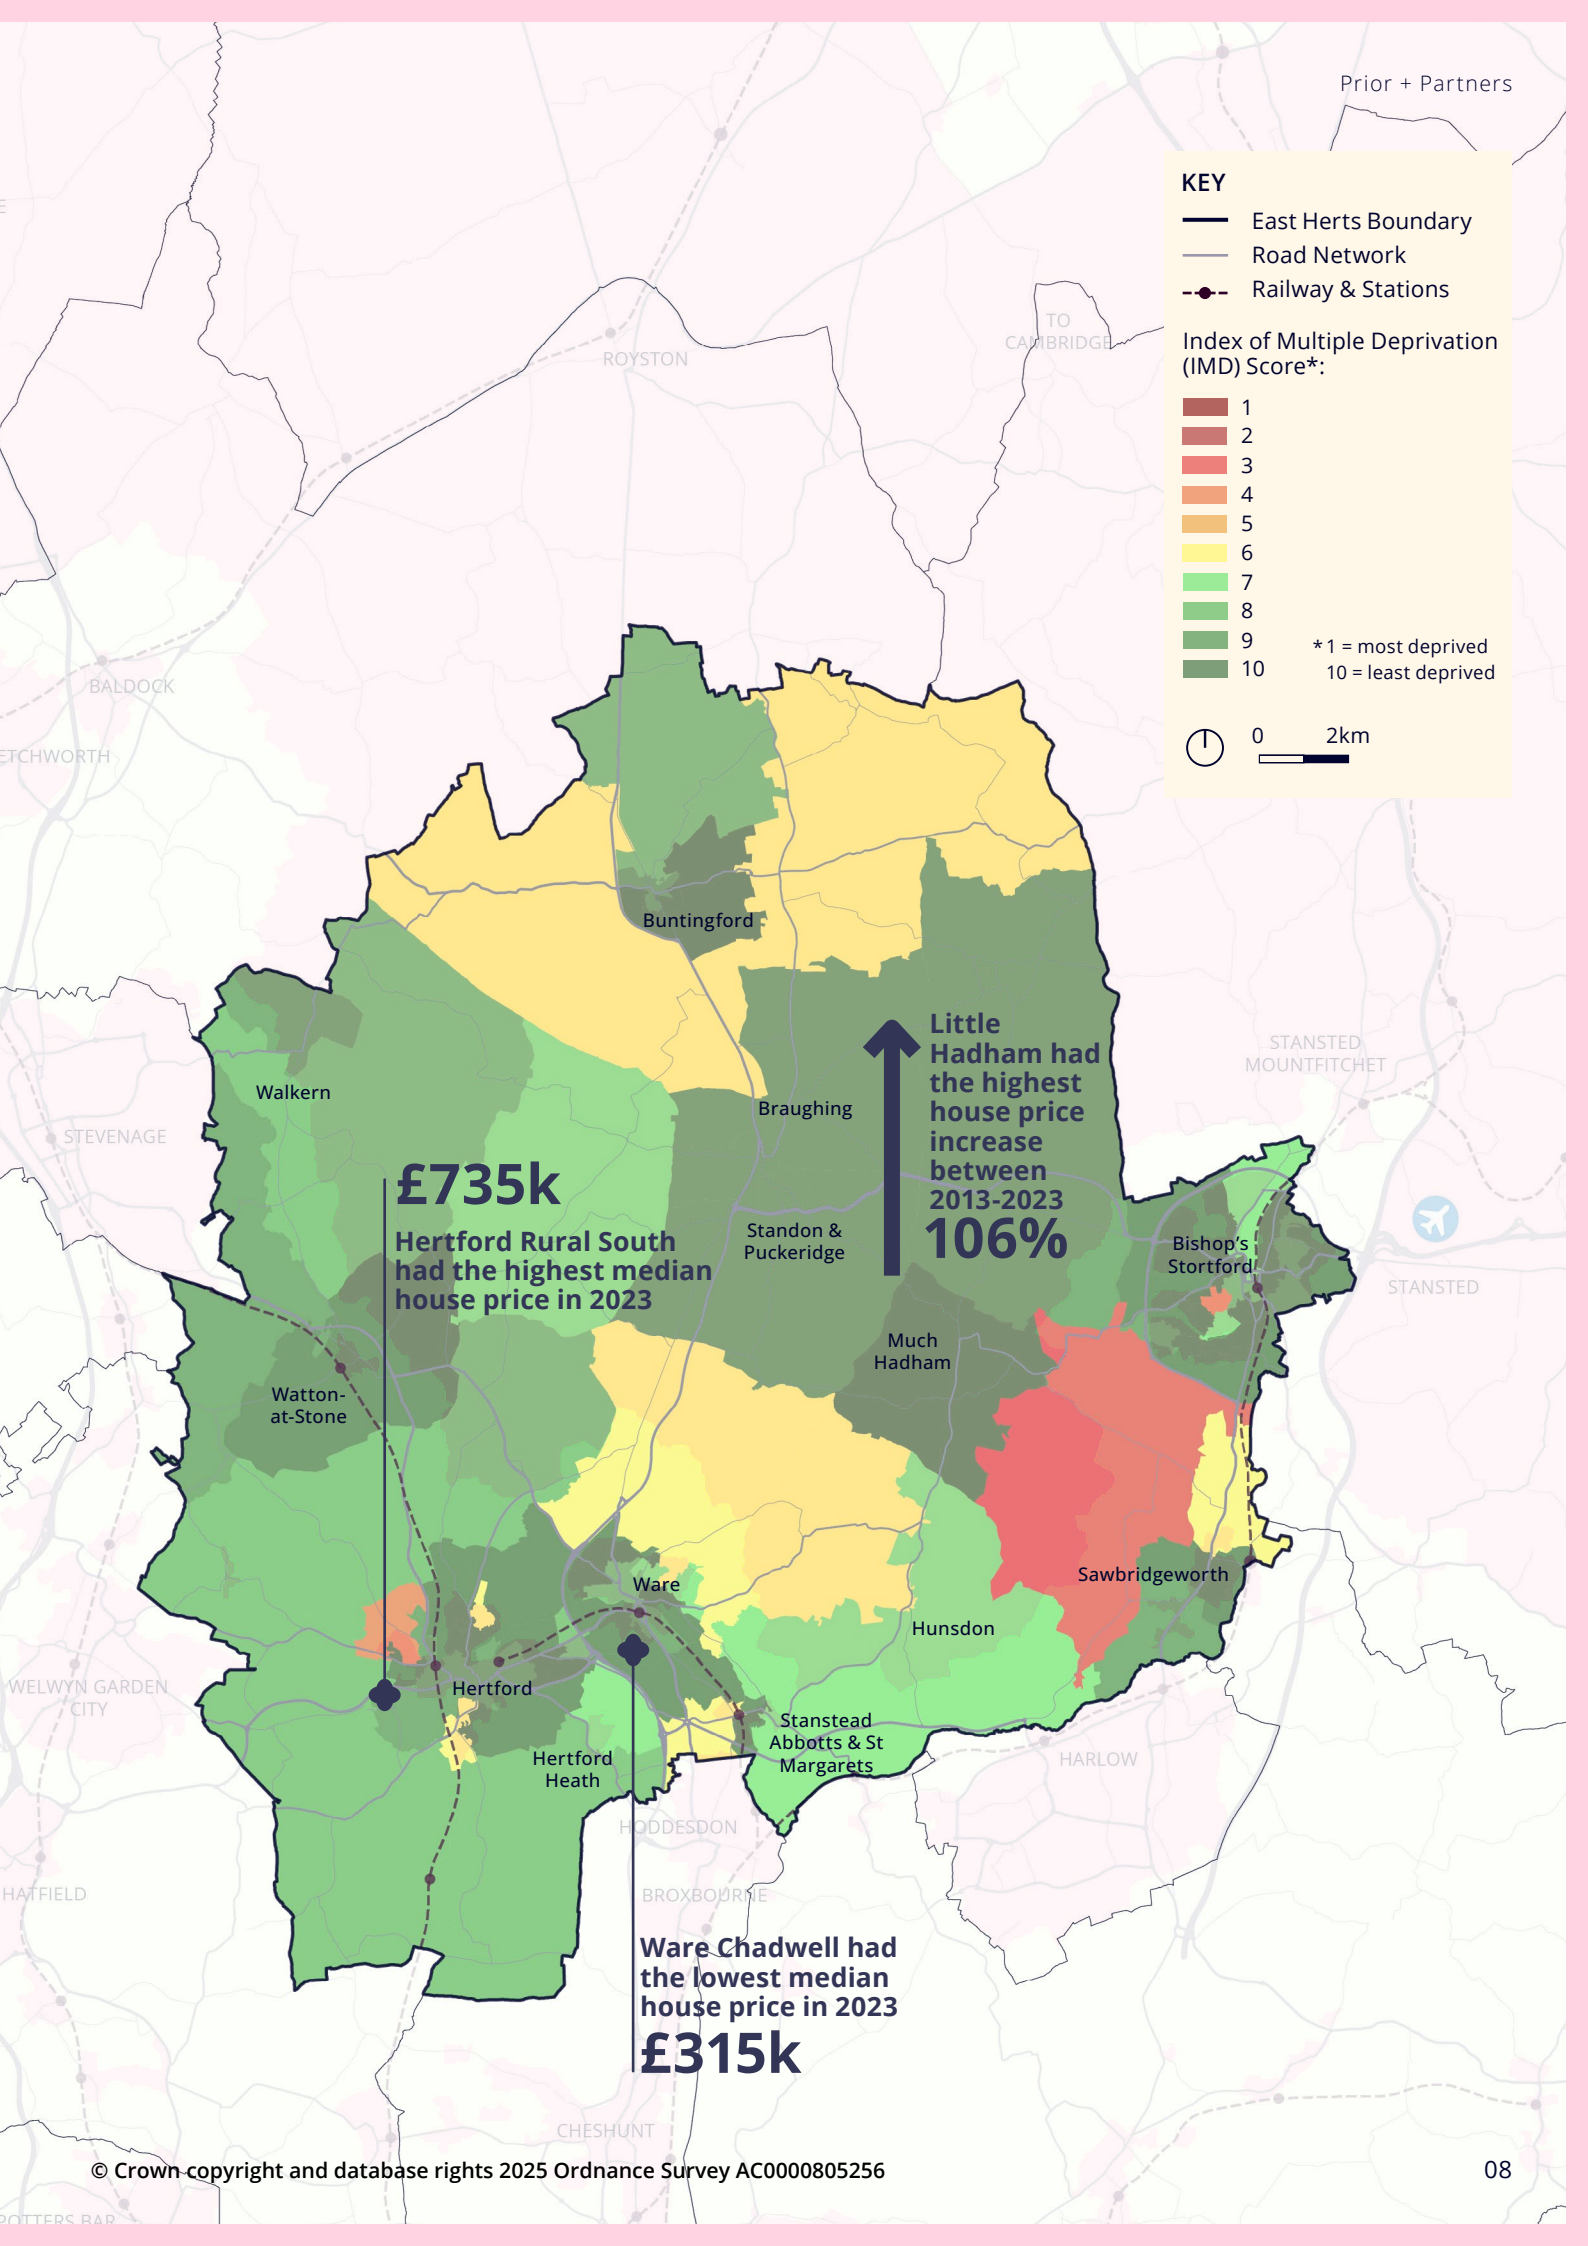 Prior + Partners
KEY
East Herts Boundary
Road Network
Railway & Stations
Index of Multiple Deprivation
(IMD) Score*:
1
2
3
4
5
6
7
8
9
10
* 1 = most deprived
10 = least deprived
0 2km
TO
CAMBRIDGE
ROYSTON
BALDOCK
ETCHWORTH
Buntingford
Little
Hadham had
the highest
house price
increase
between
2013-2023
106%
STANSTED
MOUNTFITCHET
Walkern
Braughing
STEVENAGE
£735k
Hertford Rural South
had the highest median
house price in 2023
Standon &
Puckeridge
Bishop's
Stortford
STANSTED
Much
Hadham
Watton-
at-Stone
Sawbridgeworth
Ware
Hunsdon
WELWYN GARDEN
CITY
Hertford
Stanstead
Abbotts & St
Margarets
Hertford
Heath
HARLOW
HODDESDON
HATFIELD
BROXBOURNE
Ware Chadwell had
the lowest median
house price in 2023
£315k
CHESHUNT
© Crown copyright and database rights 2025 Ordnance Survey AC0000805256
08
POTTERS BAR